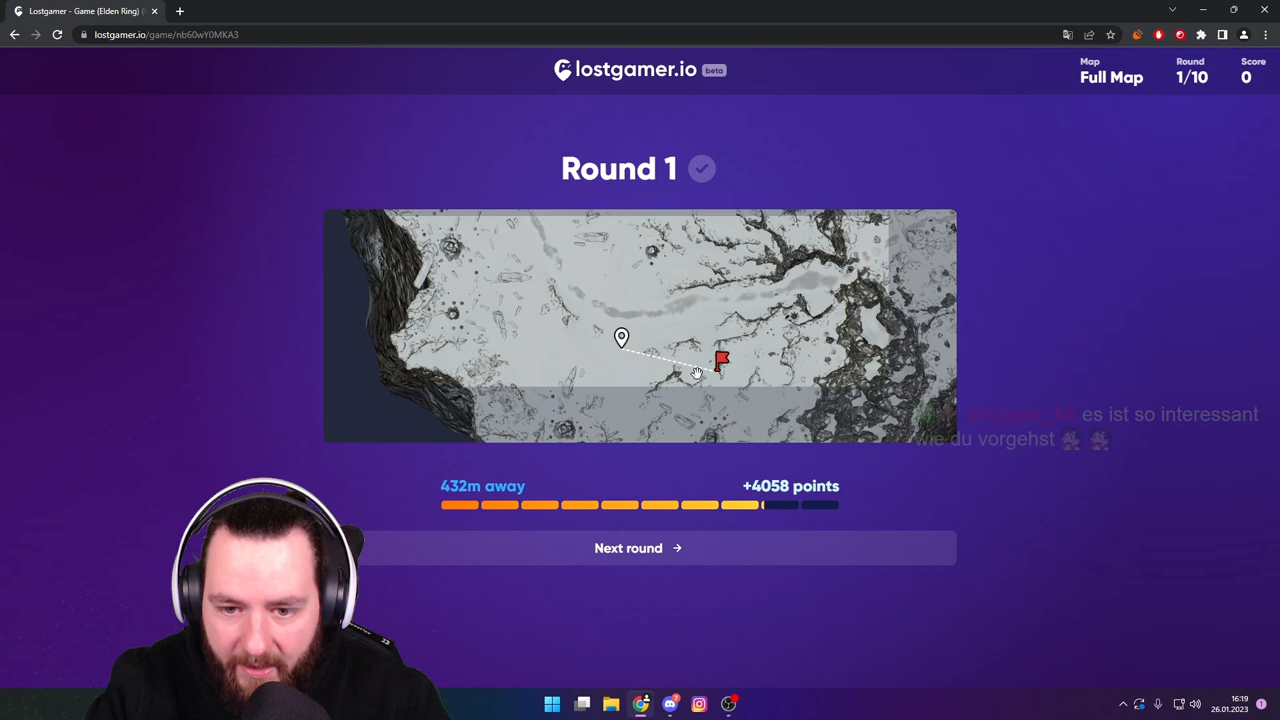 Lostgamer - Game (Elden Ring) (
lostgamer.io/game/nb60wY0MKA3
lostgamer.io beta
Map
Full Map
Round
1/10
Score
0
Round 1
es ist so interessant
wie du vorgehst
432m away
+4058 points
Next round
7
16:19
26.01.2023
1